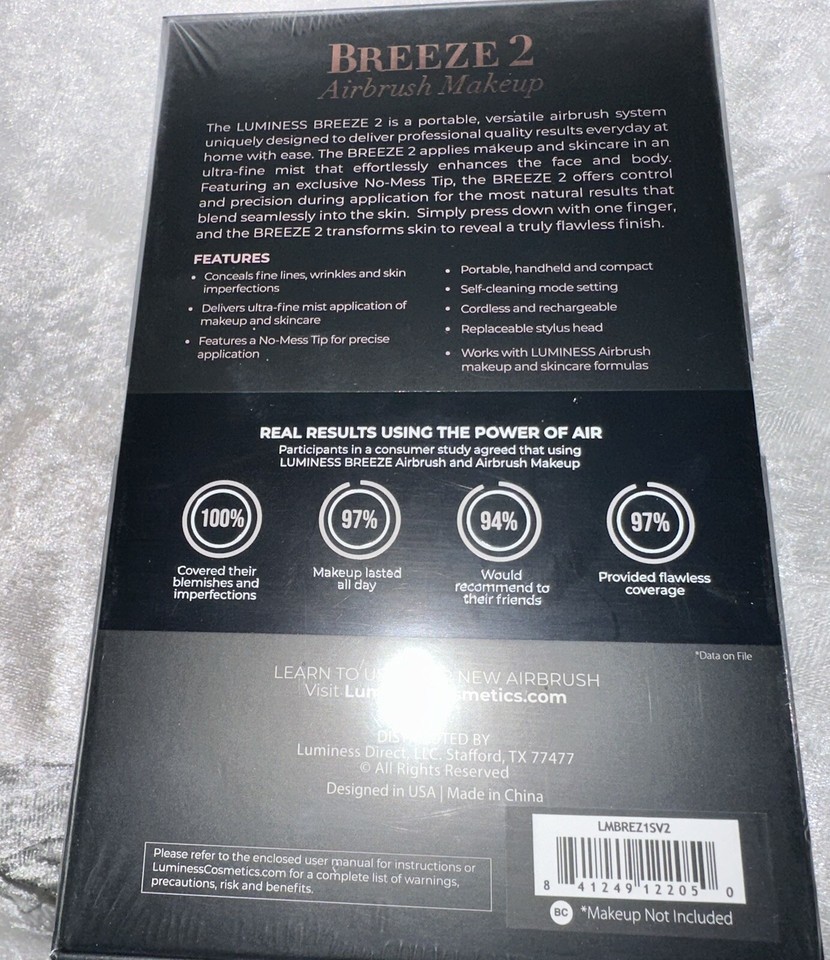 BREEZE 2
Airbrush Makeup
The LUMINESS BREEZE 2 is a portable, versatile airbrush system
uniquely designed to deliver professional quality results everyday at
home with ease. The BREEZE 2 applies makeup and skincare in an
ultra-fine mist that effortlessly enhances the face and body.
Featuring an exclusive No-Mess Tip, the BREEZE 2 offers control
and precision during application for the most natural results that
blend seamlessly into the skin. Simply press down with one finger,
and the BREEZE 2 transforms skin to reveal a truly flawless finish.
FEATURES
• Conceals fine lines, wrinkles and skin
imperfections
• Delivers ultra-fine mist application of
makeup and skincare
• Features a No-Mess Tip for precise
application
• Portable, handheld and compact
• Self-cleaning mode setting
• Cordless and rechargeable
• Replaceable stylus head
• Works with LUMINESS Airbrush
makeup and skincare formulas
REAL RESULTS USING THE POWER OF AIR
Participants in a consumer study agreed that using
LUMINESS BREEZE Airbrush and Airbrush Makeup
100%
Covered their
blemishes and
imperfections
97%
Makeup lasted
all day
94%
Would
recommend to
their friends
97%
Provided flawless
coverage
*Data on File
LEARN TO NEW AIRBRUSH
Visit
BY
Luminess Direct, LLC. Stafford, TX 77477
© All Rights Reserved
Designed in USA | Made in China
Please refer to the enclosed user manual for instructions or
LuminessCosmetics.com for a complete list of warnings,
precautions, risk and benefits.
LMBREZ1SV2
8 41249 12205 0
BC *Makeup Not Included